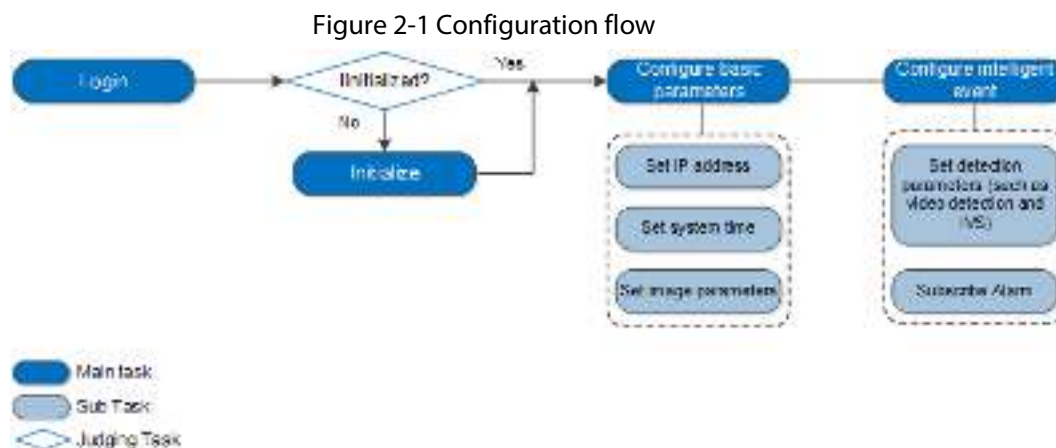 Figure 2-1 Configuration flow
Login
Iinitialized?
Yes
Configure basic
parameters
Configure intelligent
event
No
Initialize
Set IP address
Set system time
Set image parameters
Set detection
parameters (such as
video detection and
IVS)
Subscribe Alarm
Main task
Sub Task
Judging Task